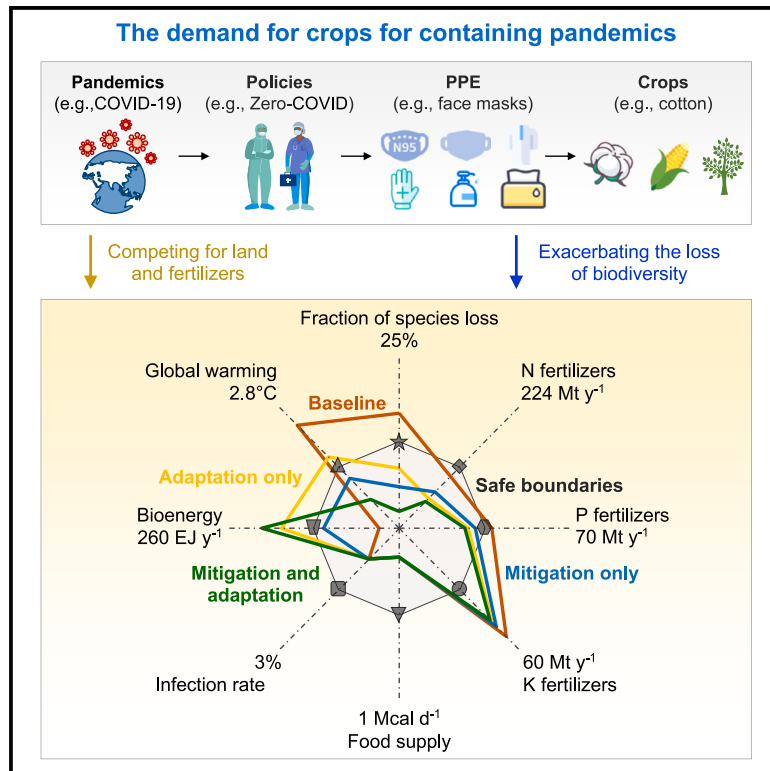 The demand for crops for containing pandemics
Pandemics
(e.g.,COVID-19)
Policies
(e.g., Zero-COVID)
PPE
(e.g., face masks)
Crops
(e.g., cotton)
N95
Competing for land
and fertilizers
Exacerbating the loss
of biodiversity
Fraction of species loss
25%
Global warming
2.8°C
N fertilizers
224 Mt y⁻¹
Baseline
Adaptation only
Safe boundaries
Bioenergy
260 EJ y⁻¹
P fertilizers
70 Mt y⁻¹
Mitigation and
adaptation
Mitigation only
3%
Infection rate
60 Mt y⁻¹
K fertilizers
1 Mcal d⁻¹
Food supply